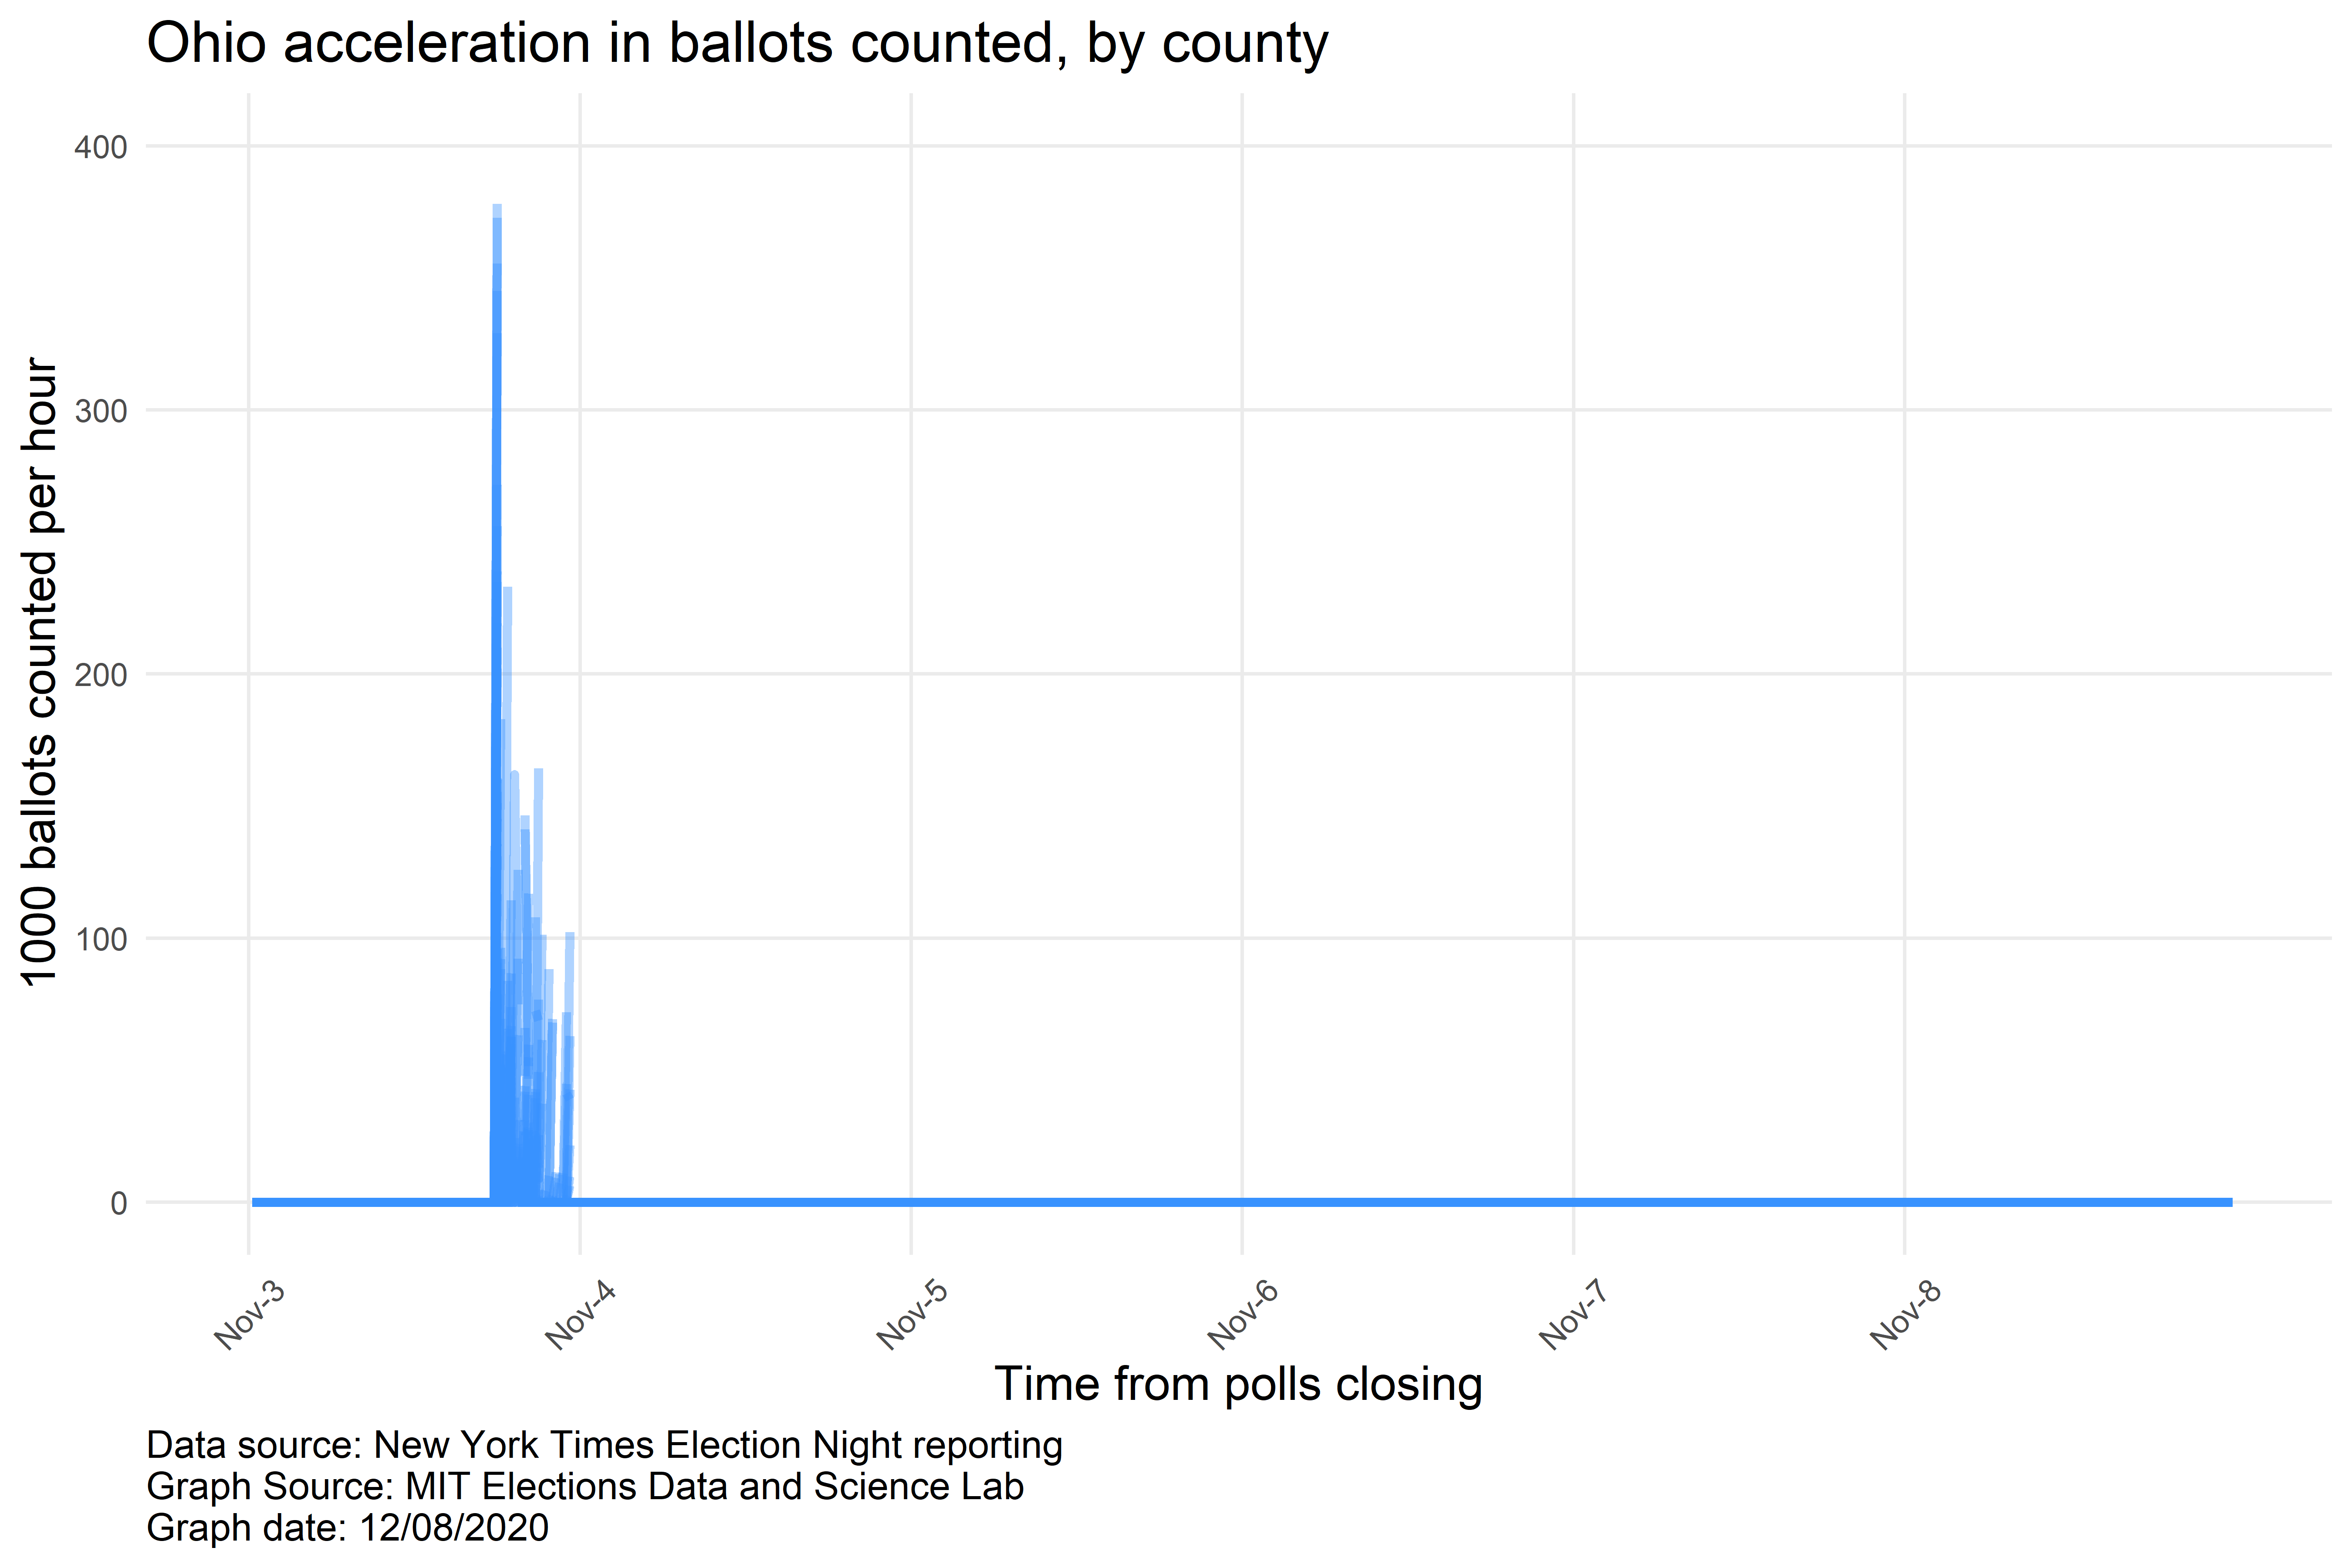 Ohio acceleration in ballots counted, by county
1000 ballots counted per hour
400
300
200
100
0
Nov-3
Nov-4
Nov-5
Nov-6
Nov-7
Nov-8
Time from polls closing
Data source: New York Times Election Night reporting
Graph Source: MIT Elections Data and Science Lab
Graph date: 12/08/2020